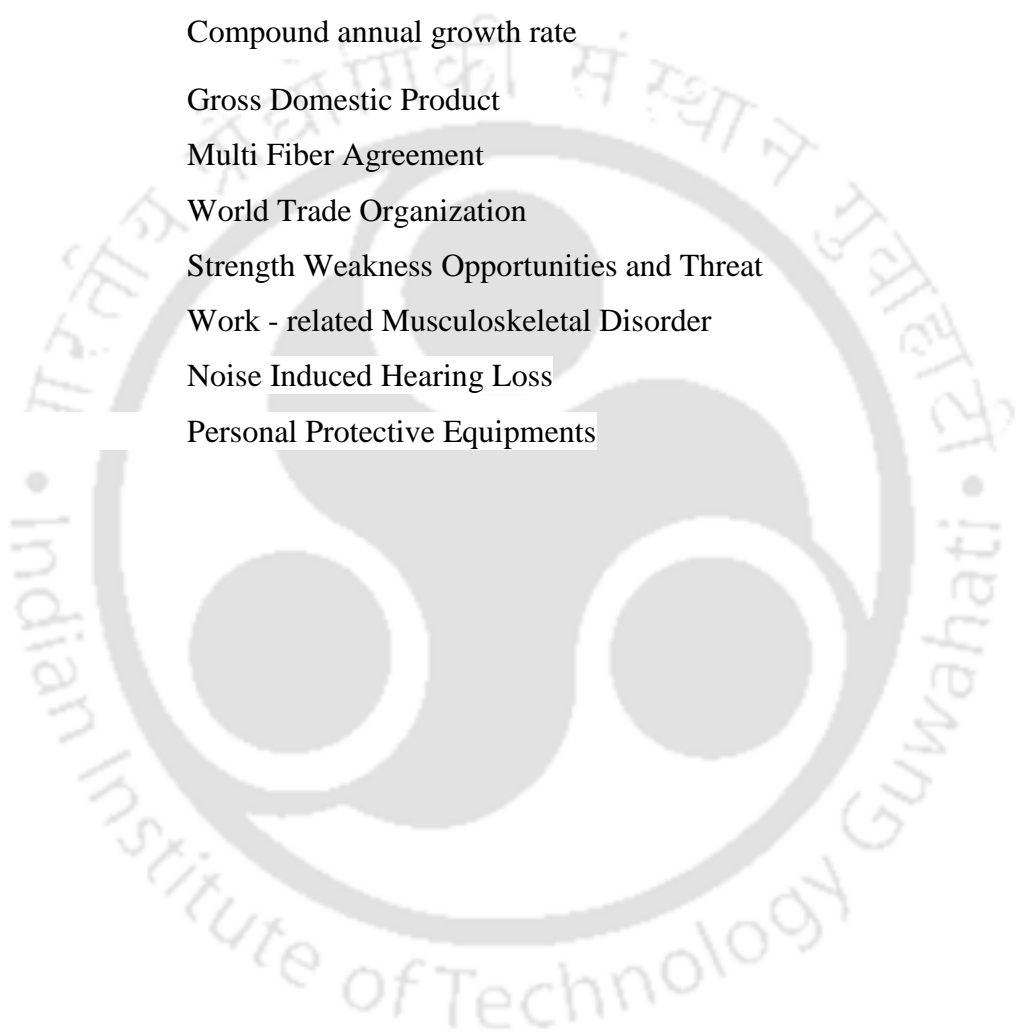 Compound annual growth rate
Gross Domestic Product
Multi Fiber Agreement
World Trade Organization
Strength Weakness Opportunities and Threat
Work - related Musculoskeletal Disorder
Noise Induced Hearing Loss
Personal Protective Equipments
भारतीय प्रौद्योगिकी संस्थान गुवाहाटी
Indian Institute of Technology Guwahati